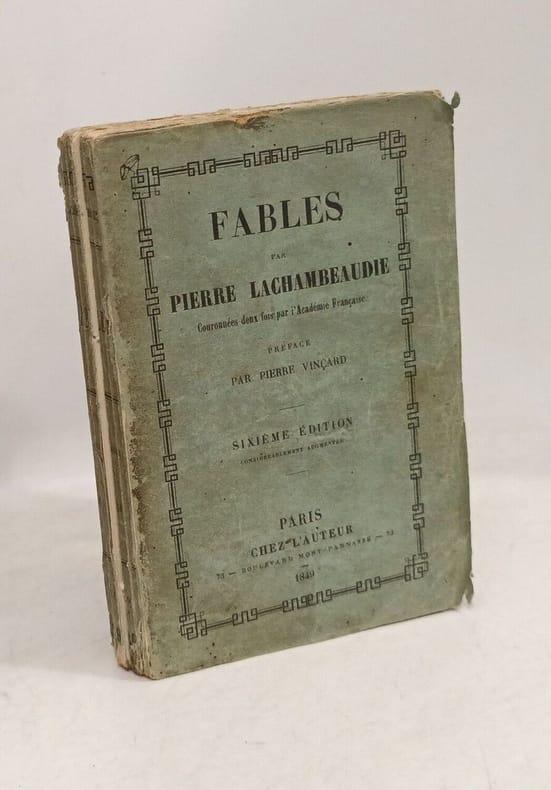 FABLES
PAR
PIERRE LACHAMBEAUDIE
Couronnées deux fois par l'Académie Française.
PRÉFACE
PAR PIERRE VINÇARD
SIXIÈME ÉDITION
CONSIDÉRABLEMENT AUGMENTÉE
PARIS
CHEZ L'AUTEUR
73 — BOULEVARD MONT-PARNASSE — 73
1849